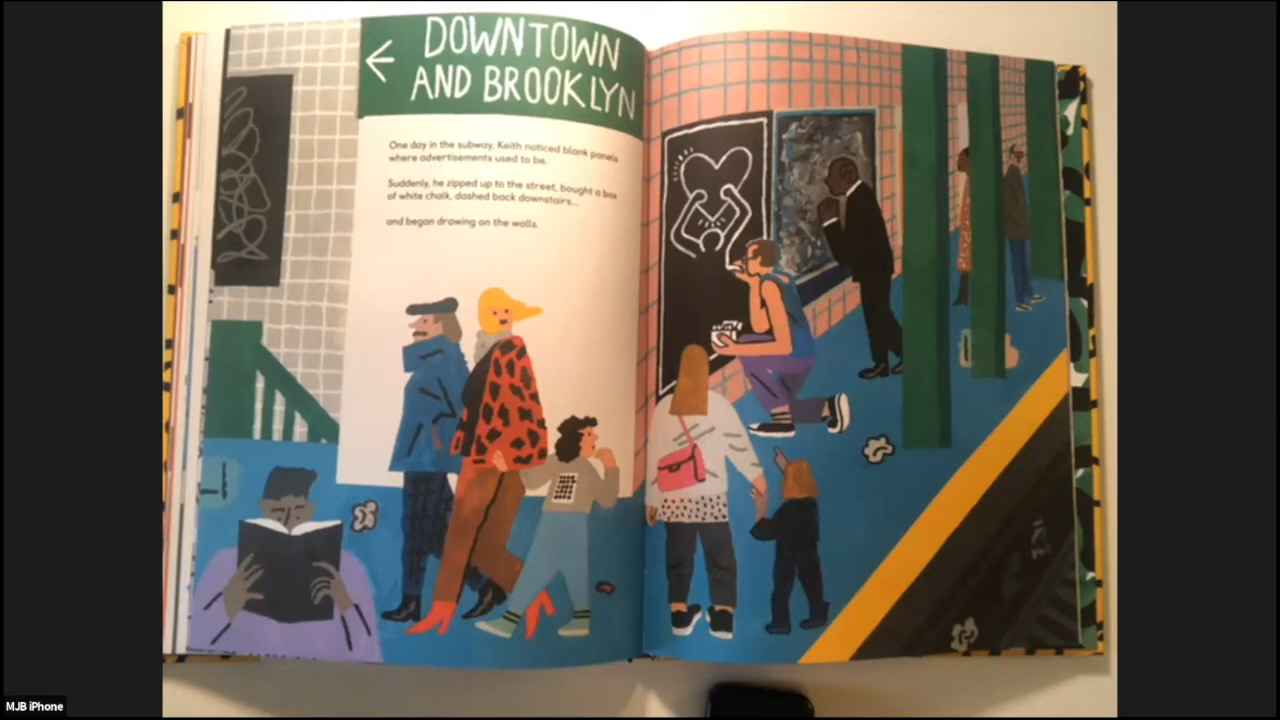 DOWNTOWN
AND BROOKLYN
One day in the subway, Keith noticed blank panels
where advertisements used to be.
Suddenly, he zipped up to the street, bought a box
of white chalk, dashed back downstairs...
and began drawing on the walls.
MJB iPhone